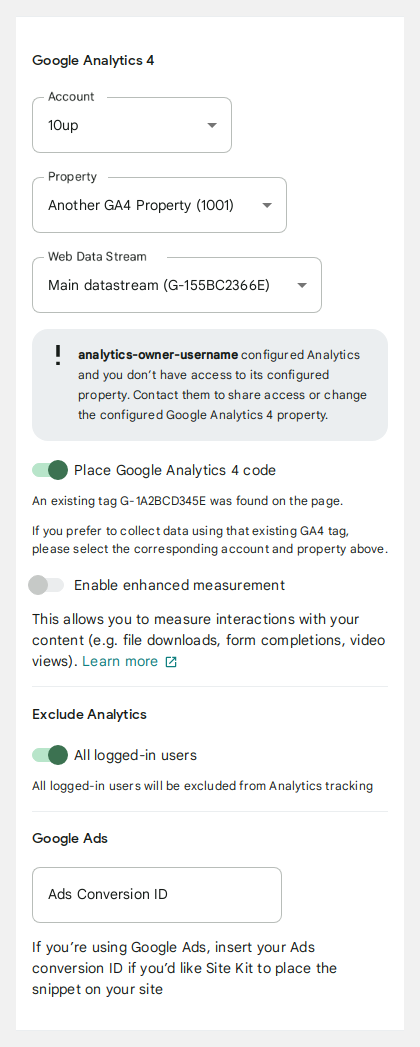 Google Analytics 4
Account
10up
Property
Another GA4 Property (1001)
Web Data Stream
Main datastream (G-155BC2366E)
! analytics-owner-username configured Analytics
and you don’t have access to its configured
property. Contact them to share access or change
the configured Google Analytics 4 property.
Place Google Analytics 4 code
An existing tag G-1A2BCD345E was found on the page.
If you prefer to collect data using that existing GA4 tag,
please select the corresponding account and property above.
Enable enhanced measurement
This allows you to measure interactions with your
content (e.g. file downloads, form completions, video
views). Learn more
Exclude Analytics
All logged-in users
All logged-in users will be excluded from Analytics tracking
Google Ads
Ads Conversion ID
If you’re using Google Ads, insert your Ads
conversion ID if you’d like Site Kit to place the
snippet on your site